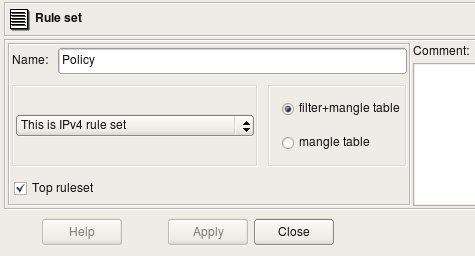 Rule set
Name: Policy
Comment:
This is IPv4 rule set
filter+mangle table
mangle table
Top ruleset
Help Apply Close